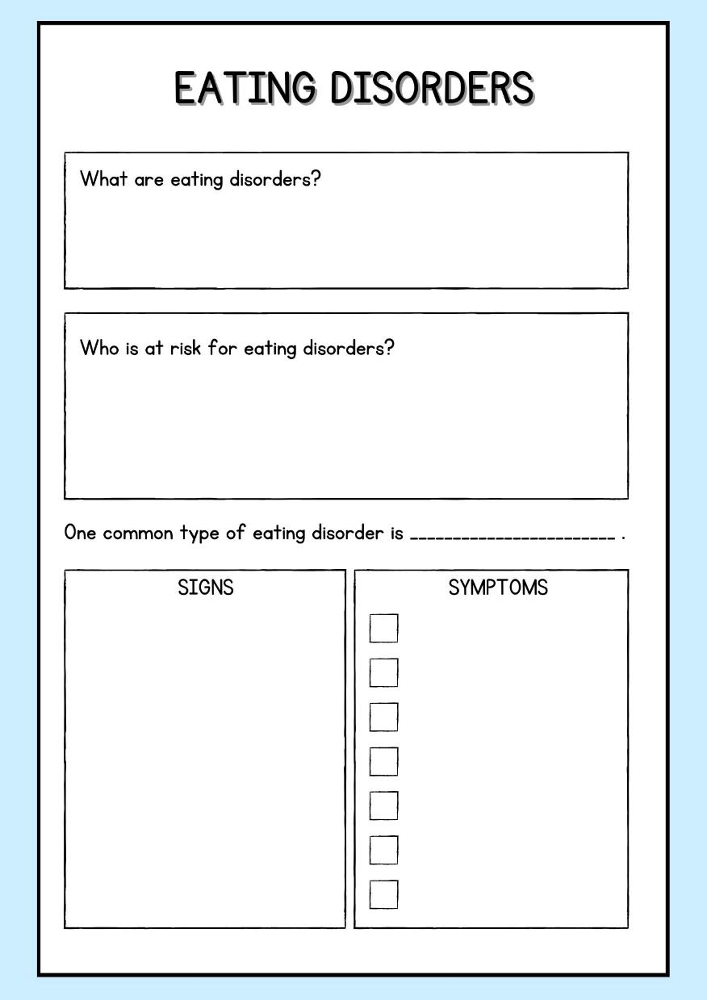 EATING DISORDERS
What are eating disorders?
Who is at risk for eating disorders?
One common type of eating disorder is ________________________ .
SIGNS
SYMPTOMS